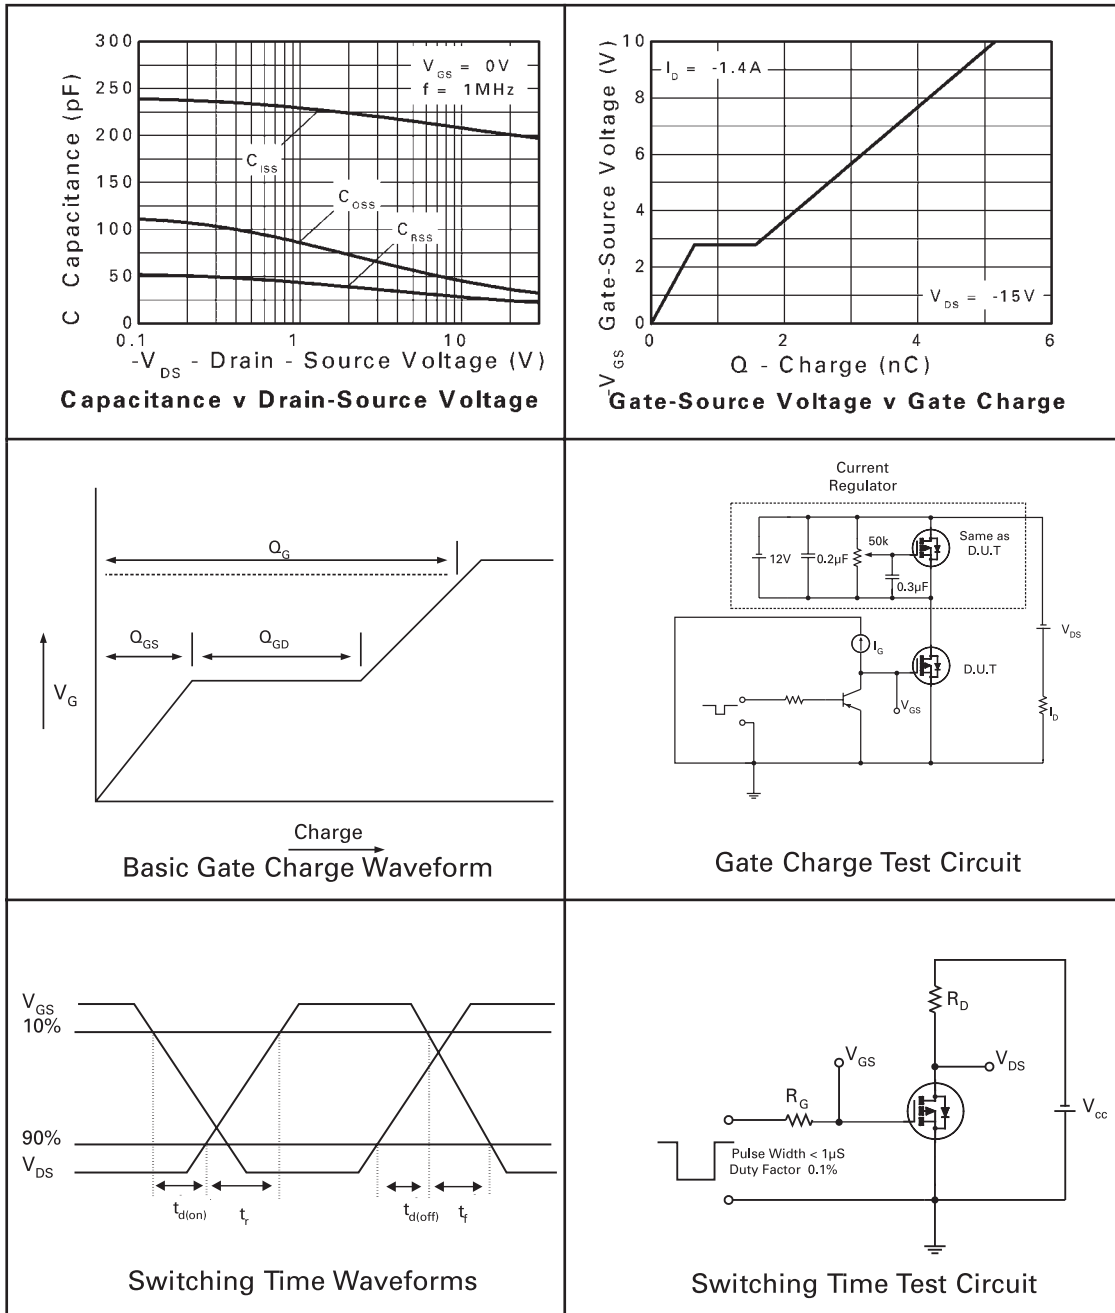 300
250
200
150
100
50
0
C Capacitance (pF)
V GS = 0V
f = 1MHz
C ISS
C OSS
C RSS
0.1 1 10
-V DS - Drain - Source Voltage (V)
Capacitance v Drain-Source Voltage
10
8
6
4
2
0
-V GS Gate-Source Voltage (V)
I D = -1.4A
V DS = -15V
0 2 4 6
Q - Charge (nC)
Gate-Source Voltage v Gate Charge
Q G
Q GS
Q GD
V G
Charge
Basic Gate Charge Waveform
Current
Regulator
12V
0.2µF
50k
0.3µF
Same as
D.U.T
I G
V DS
D.U.T
V GS
I D
Gate Charge Test Circuit
V GS
10%
90%
V DS
t d(on)
t r
t d(off)
t f
Switching Time Waveforms
R D
V GS
V DS
R G
V cc
Pulse Width < 1µS
Duty Factor 0.1%
Switching Time Test Circuit